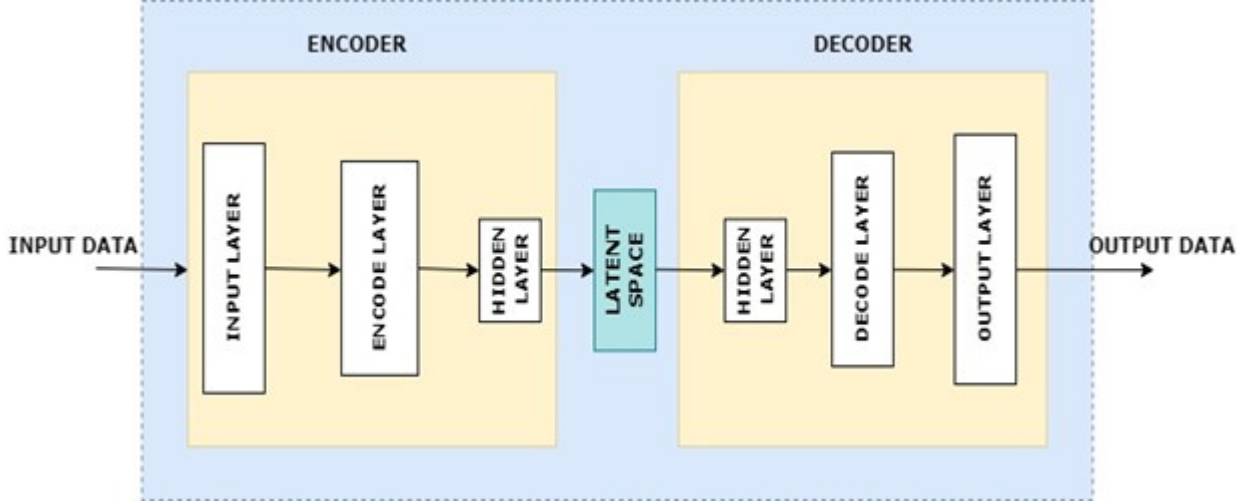 ENCODER
DECODER
INPUT DATA
INPUT LAYER
ENCODE LAYER
HIDDEN
LAYER
LATENT
SPACE
HIDDEN
LAYER
DECODE LAYER
OUTPUT LAYER
OUTPUT DATA